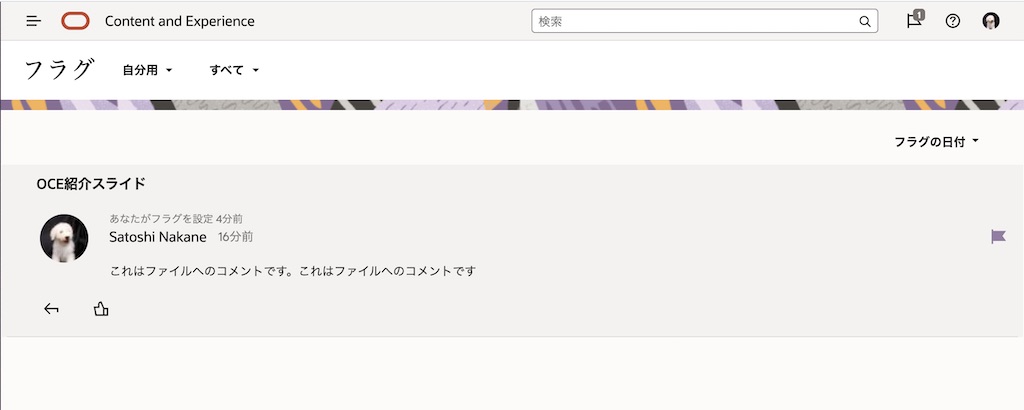 Content and Experience
検索
1
フラグ
自分用
すべて
フラグの日付
OCE紹介スライド
あなたがフラグを設定 4分前
Satoshi Nakane 16分前
これはファイルへのコメントです。これはファイルへのコメントです